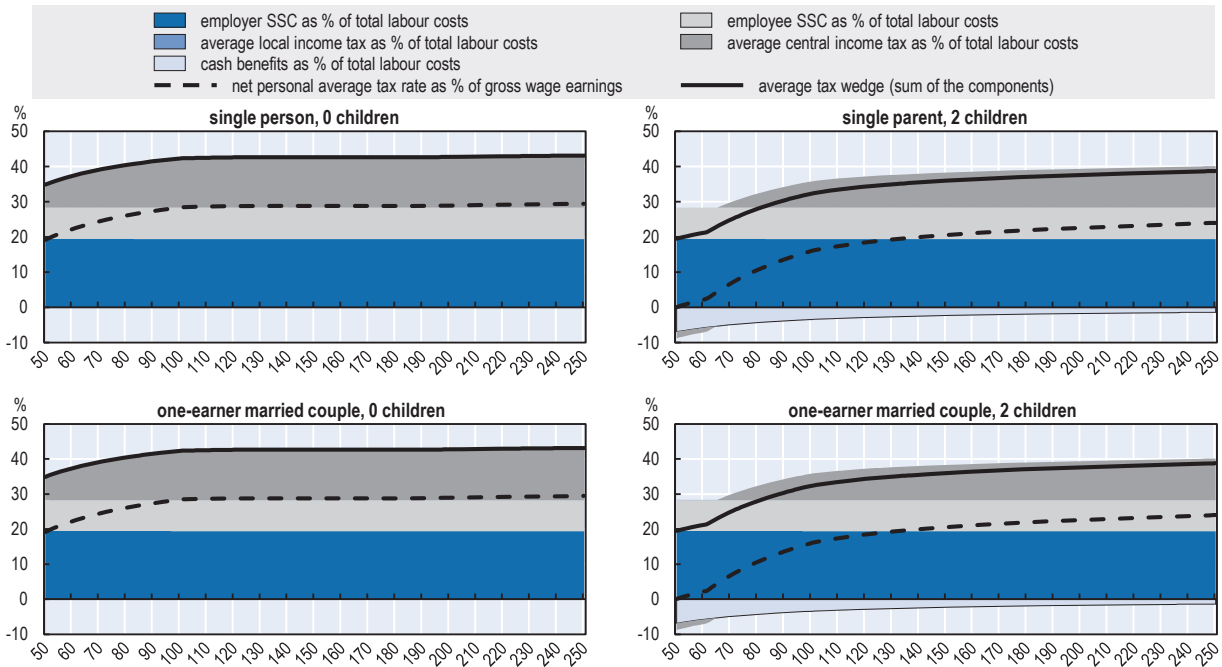 employer SSC as % of total labour costs
employee SSC as % of total labour costs
average local income tax as % of total labour costs
average central income tax as % of total labour costs
cash benefits as % of total labour costs
net personal average tax rate as % of gross wage earnings
average tax wedge (sum of the components)
%
single person, 0 children
50
40
30
20
10
0
-10
50 60 70 80 90 100 110 120 130 140 150 160 170 180 190 200 210 220 230 240 250
%
single parent, 2 children
50
40
30
20
10
0
-10
50 60 70 80 90 100 110 120 130 140 150 160 170 180 190 200 210 220 230 240 250
%
one-earner married couple, 0 children
50
40
30
20
10
0
-10
50 60 70 80 90 100 110 120 130 140 150 160 170 180 190 200 210 220 230 240 250
%
one-earner married couple, 2 children
50
40
30
20
10
0
-10
50 60 70 80 90 100 110 120 130 140 150 160 170 180 190 200 210 220 230 240 250